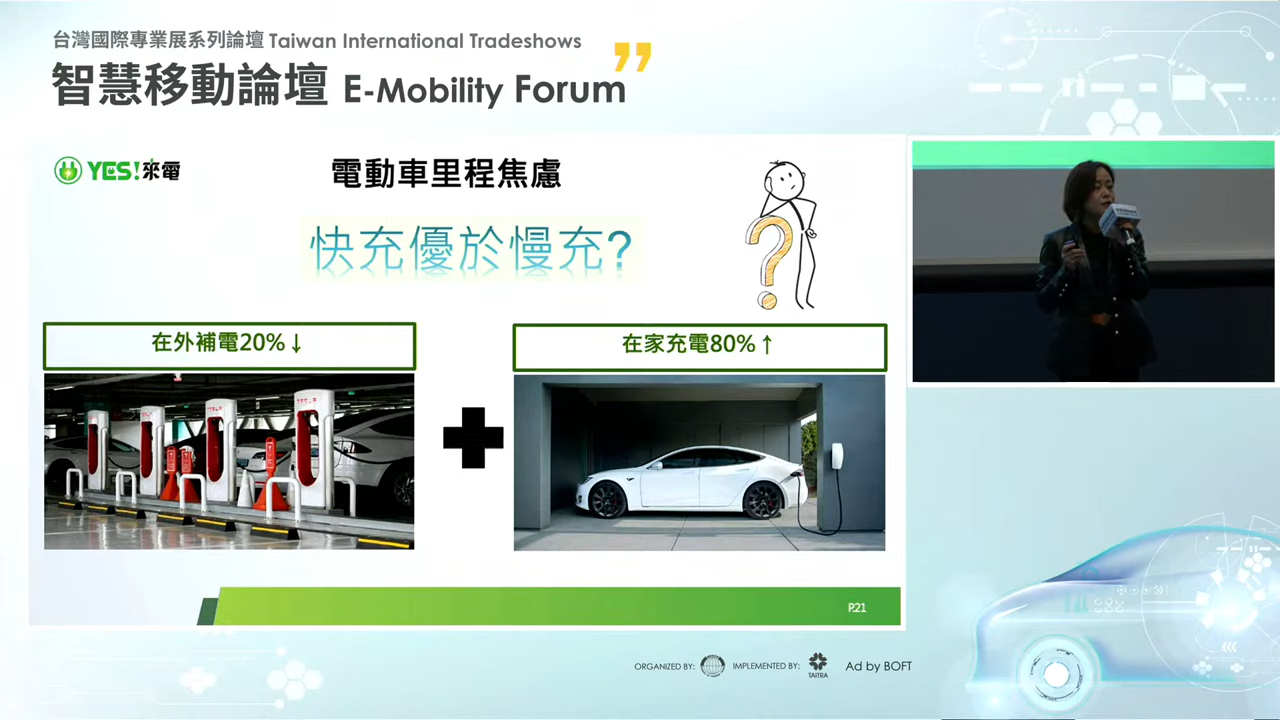 台灣國際專業展系列論壇 Taiwan International Tradeshows
智慧移動論壇 E-Mobility Forum
YES!來電
電動車里程焦慮
快充優於慢充?
在外補電20%↓
在家充電80%↑
TESLA
P.21
ORGANIZED BY:
IMPLEMENTED BY:
TAITRA
Ad by BOFT